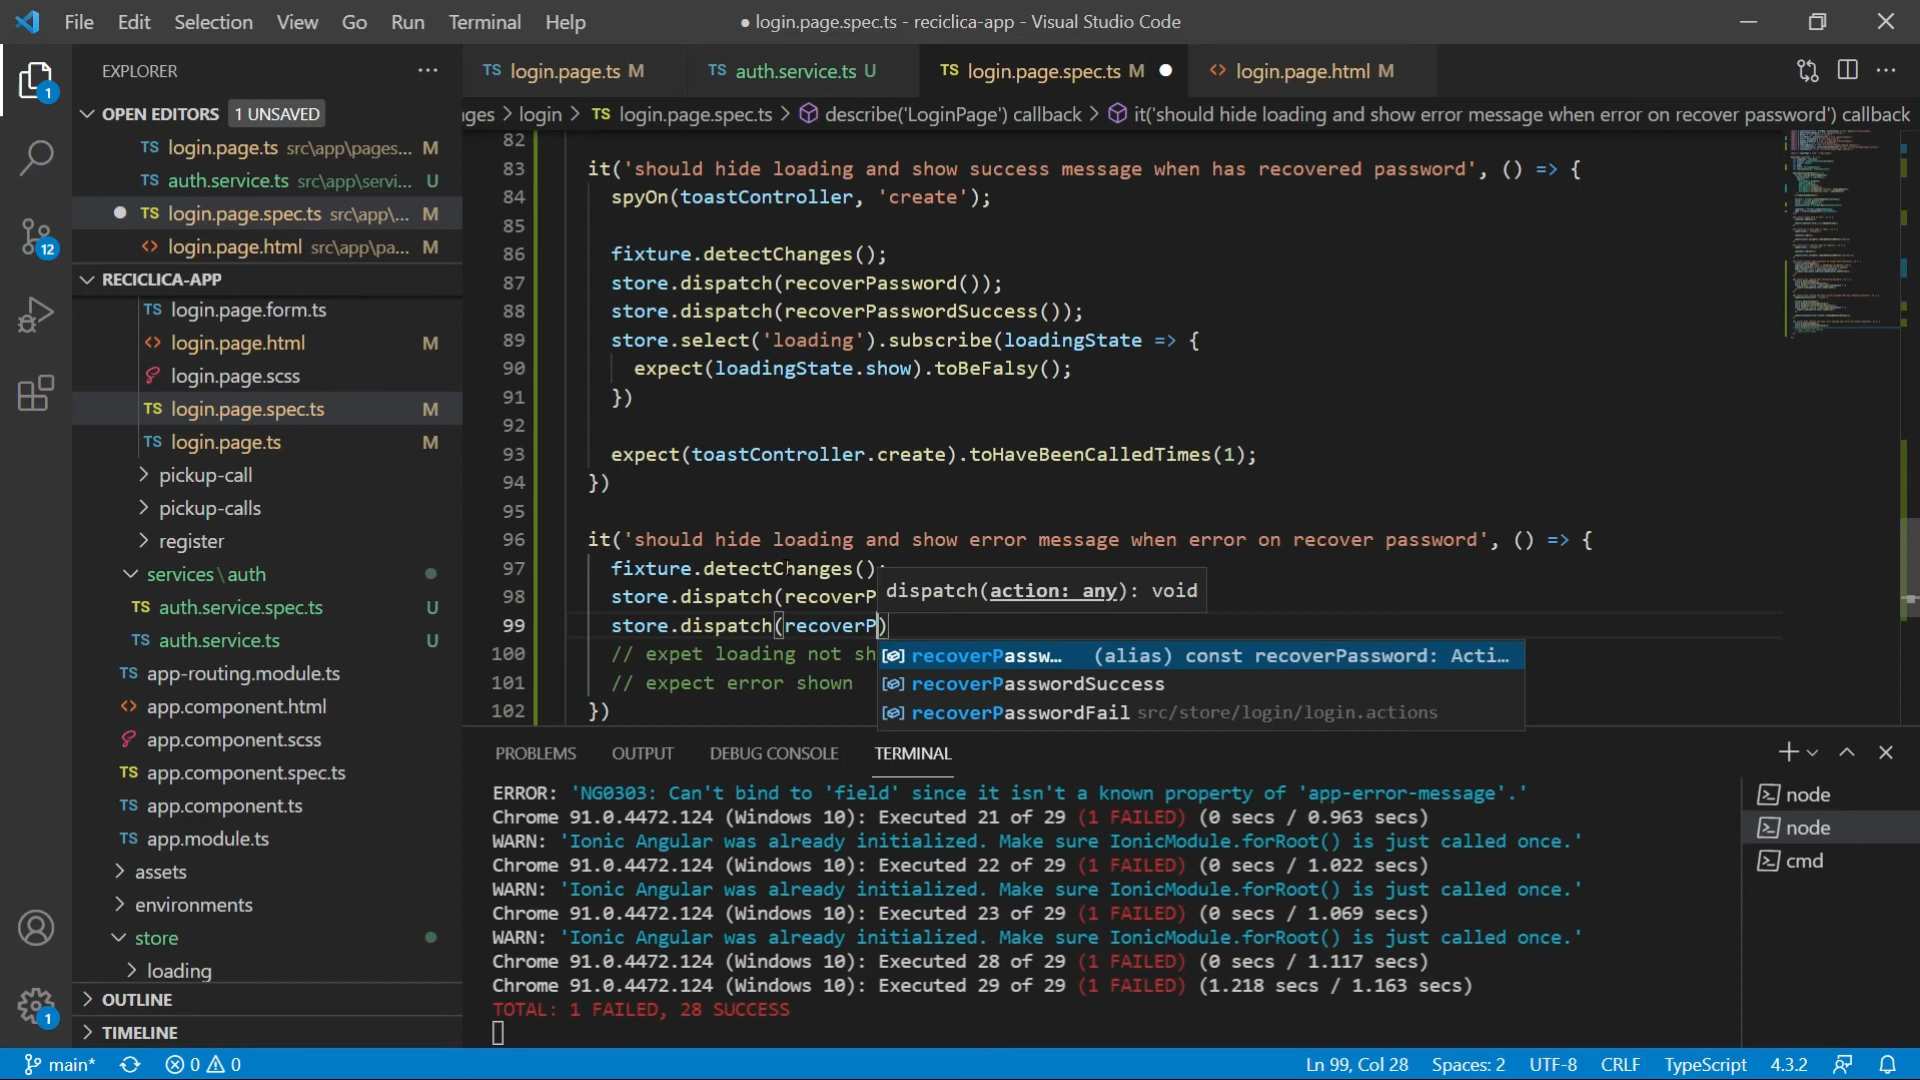 File Edit Selection View Go Run Terminal Help
● login.page.spec.ts - reciclica-app - Visual Studio Code
EXPLORER
OPEN EDITORS 1 UNSAVED
TS login.page.ts src\app\pages... M
TS auth.service.ts src\app\servi... U
● TS login.page.spec.ts src\app\... M
<> login.page.html src\app\pa... M
RECICLICA-APP
TS login.page.form.ts
<> login.page.html M
login.page.scss
TS login.page.spec.ts M
TS login.page.ts M
pickup-call
pickup-calls
register
services\auth
TS auth.service.spec.ts U
TS auth.service.ts U
TS app-routing.module.ts
<> app.component.html
app.component.scss
TS app.component.spec.ts
TS app.component.ts
TS app.module.ts
assets
environments
store
loading
OUTLINE
TIMELINE
1
12
1
TS login.page.ts M
TS auth.service.ts U
TS login.page.spec.ts M ●
<> login.page.html M
ges > login > TS login.page.spec.ts > describe('LoginPage') callback > it('should hide loading and show error message when error on recover password') callback
82
83 it('should hide loading and show success message when has recovered password', () => {
84 spyOn(toastController, 'create');
85
86 fixture.detectChanges();
87 store.dispatch(recoverPassword());
88 store.dispatch(recoverPasswordSuccess());
89 store.select('loading').subscribe(loadingState => {
90 expect(loadingState.show).toBeFalsy();
91 })
92
93 expect(toastController.create).toHaveBeenCalledTimes(1);
94 })
95
96 it('should hide loading and show error message when error on recover password', () => {
97 fixture.detectChanges();
98 store.dispatch(recoverP
99 store.dispatch(recoverP)
100 // expet loading not sh
101 // expect error shown
102 })
dispatch(action: any): void
recoverPassw... (alias) const recoverPassword: Acti...
recoverPasswordSuccess
recoverPasswordFail src/store/login/login.actions
PROBLEMS OUTPUT DEBUG CONSOLE TERMINAL
ERROR: 'NG0303: Can't bind to 'field' since it isn't a known property of 'app-error-message'.'
Chrome 91.0.4472.124 (Windows 10): Executed 21 of 29 (1 FAILED) (0 secs / 0.963 secs)
WARN: 'Ionic Angular was already initialized. Make sure IonicModule.forRoot() is just called once.'
Chrome 91.0.4472.124 (Windows 10): Executed 22 of 29 (1 FAILED) (0 secs / 1.022 secs)
WARN: 'Ionic Angular was already initialized. Make sure IonicModule.forRoot() is just called once.'
Chrome 91.0.4472.124 (Windows 10): Executed 23 of 29 (1 FAILED) (0 secs / 1.069 secs)
WARN: 'Ionic Angular was already initialized. Make sure IonicModule.forRoot() is just called once.'
Chrome 91.0.4472.124 (Windows 10): Executed 28 of 29 (1 FAILED) (0 secs / 1.117 secs)
Chrome 91.0.4472.124 (Windows 10): Executed 29 of 29 (1 FAILED) (1.218 secs / 1.163 secs)
TOTAL: 1 FAILED, 28 SUCCESS
node
node
cmd
main* 0 0 Ln 99, Col 28 Spaces: 2 UTF-8 CRLF TypeScript 4.3.2